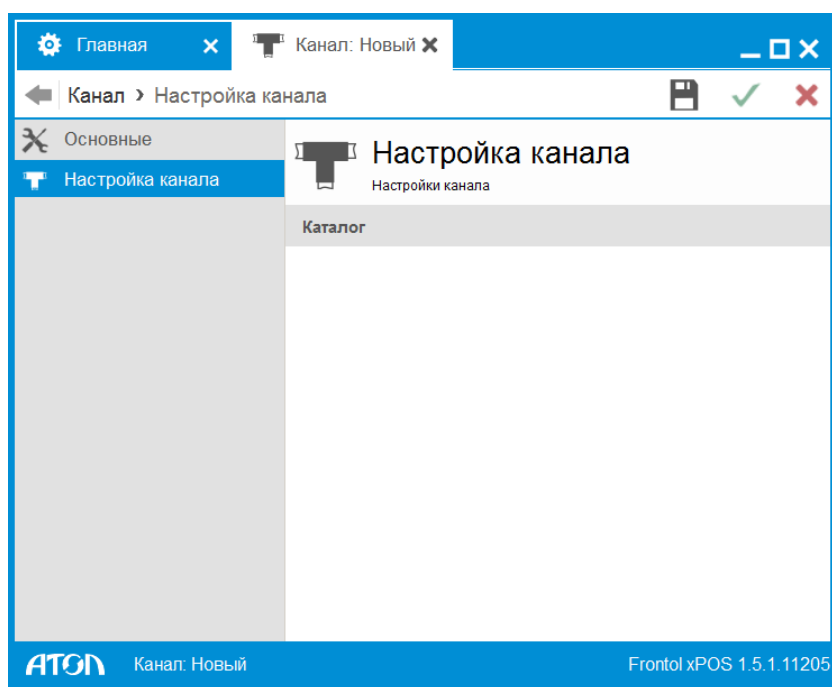 Главная
Канал: Новый
Канал › Настройка канала
Основные
Настройка канала
Настройка канала
Настройки канала
Каталог
АТОЛ Канал: Новый Frontol xPOS 1.5.1.11205